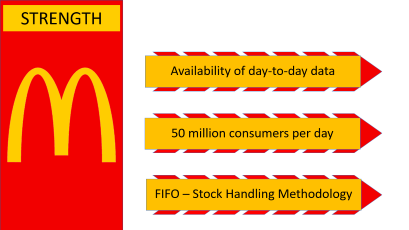 STRENGTH
Availability of day-to-day data
50 million consumers per day
FIFO – Stock Handling Methodology